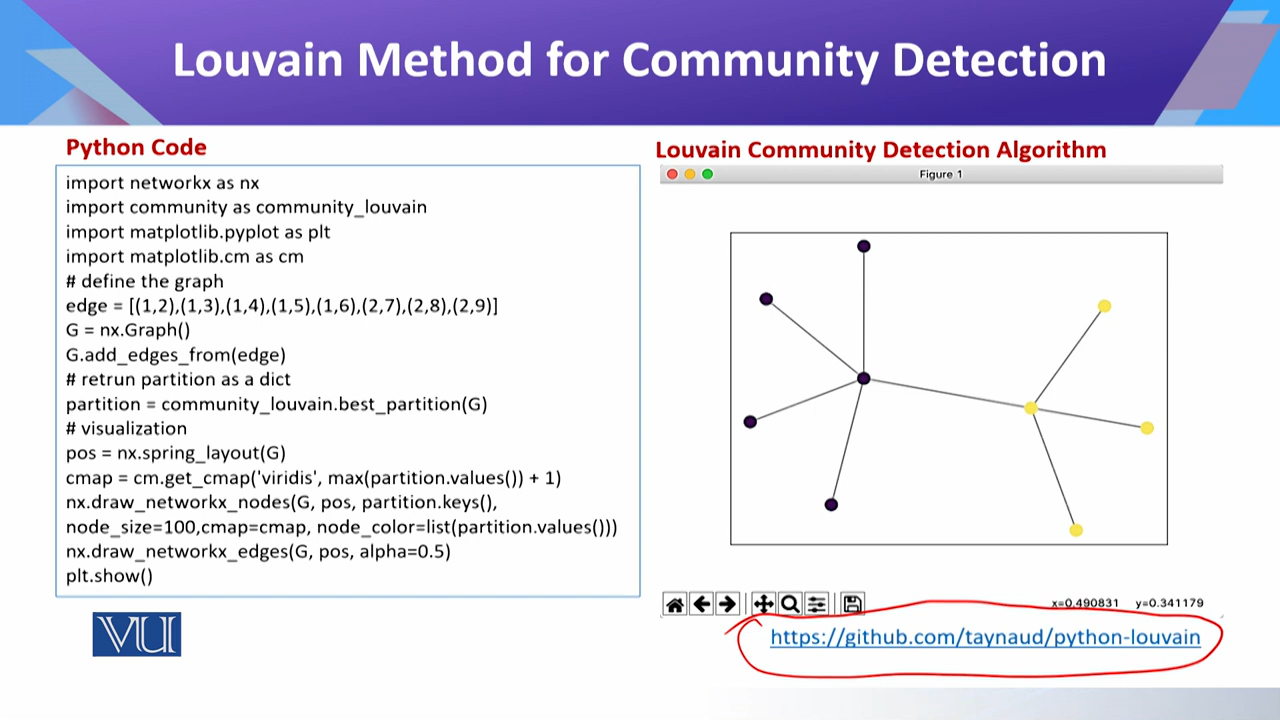 Louvain Method for Community Detection
Python Code
import networkx as nx
import community as community_louvain
import matplotlib.pyplot as plt
import matplotlib.cm as cm
# define the graph
edge = [(1,2),(1,3),(1,4),(1,5),(1,6),(2,7),(2,8),(2,9)]
G = nx.Graph()
G.add_edges_from(edge)
# retrun partition as a dict
partition = community_louvain.best_partition(G)
# visualization
pos = nx.spring_layout(G)
cmap = cm.get_cmap('viridis', max(partition.values()) + 1)
nx.draw_networkx_nodes(G, pos, partition.keys(),
node_size=100,cmap=cmap, node_color=list(partition.values()))
nx.draw_networkx_edges(G, pos, alpha=0.5)
plt.show()
VU
Louvain Community Detection Algorithm
Figure 1
x=0.490831 y=0.341179
https://github.com/taynaud/python-louvain